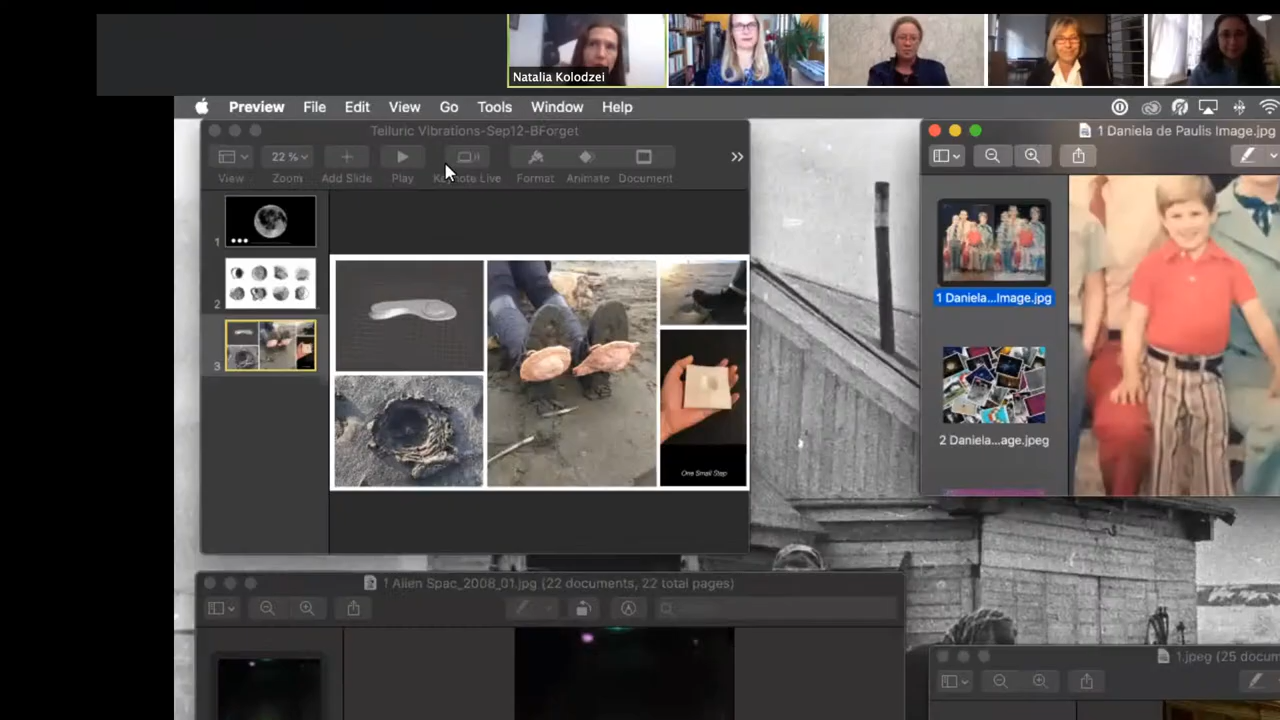 Natalia Kolodzei
Preview File Edit View Go Tools Window Help
Telluric Vibrations-Sep12-BForget
22 %
View Zoom Add Slide Play Keynote Live Format Animate Document
1
2
3
One Small Step
1 Daniela de Paulis Image.jpg
1 Daniela...Image.jpg
2 Daniela...age.jpeg
1 Alien Spac_2008_01.jpg (22 documents, 22 total pages)
1.jpeg (25 docum